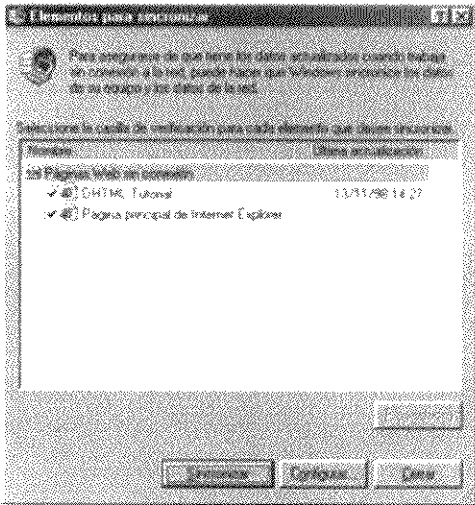 Elementos para sincronizar
Para asegurarse de que tiene los datos actualizados cuando trabaja
sin conexión a la red, puede hacer que Windows sincronice los datos
de su equipo y los datos de la red.
Seleccione la casilla de verificación para cada elemento que desee sincronizar.
Nombre Última actualización
Páginas Web sin conexión
DHTML Tutorial 13/11/98 14:27
Página principal de Internet Explorer
Sincronizar Configurar Cerrar